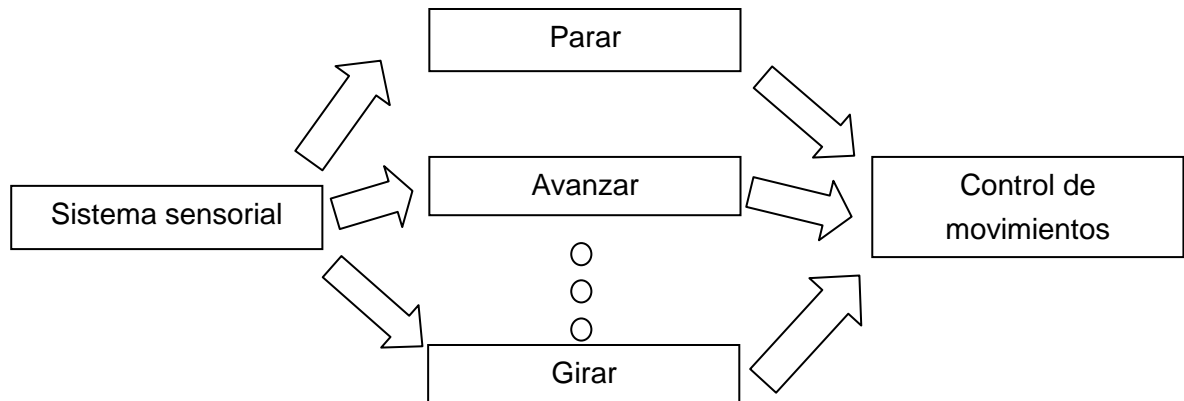 Parar
Sistema sensorial
Avanzar
Control de
movimientos
Girar